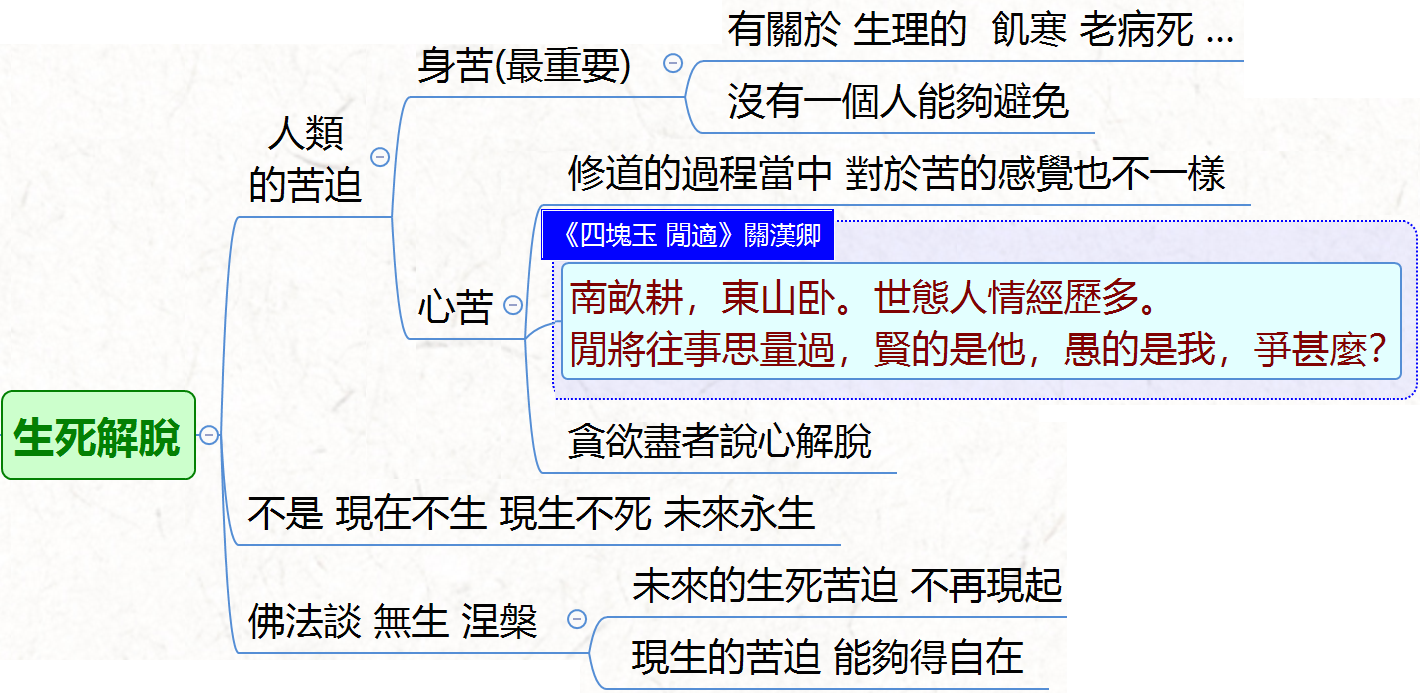 生死解脫
人類
的苦迫
身苦(最重要)
有關於 生理的 飢寒 老病死 ...
沒有一個人能夠避免
心苦
修道的過程當中 對於苦的感覺也不一樣
《四塊玉 閒適》關漢卿
南畝耕，東山卧。世態人情經歷多。
閒將往事思量過，賢的是他，愚的是我，爭甚麼？
貪欲盡者說心解脫
不是 現在不生 現生不死 未來永生
佛法談 無生 涅槃
未來的生死苦迫 不再現起
現生的苦迫 能夠得自在